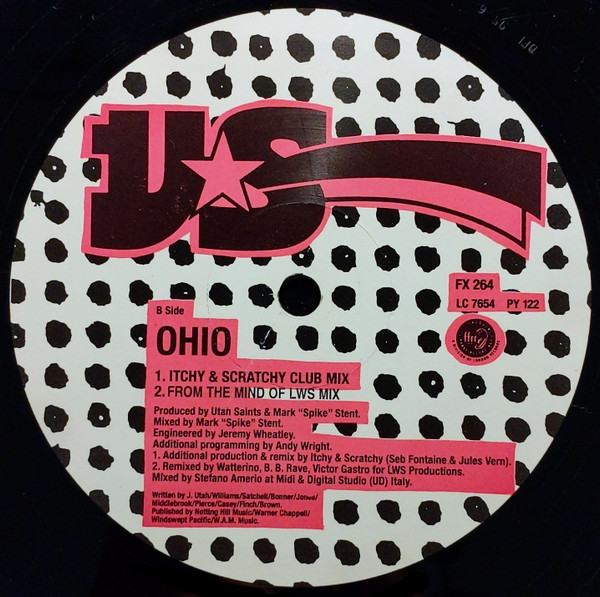 US
FX 264
LC 7654 PY 122
ffrr
B Side
OHIO
1. ITCHY & SCRATCHY CLUB MIX
2. FROM THE MIND OF LWS MIX
Produced by Utah Saints & Mark "Spike" Stent.
Mixed by Mark "Spike" Stent.
Engineered by Jeremy Wheatley.
Additional programming by Andy Wright.
1. Additional production & remix by Itchy & Scratchy (Seb Fontaine & Jules Vern).
2. Remixed by Watterino, B. B. Rave, Victor Gastro for LWS Productions.
Mixed by Stefano Amerio at Midi & Digital Studio (UD) Italy.
Written by J. Utah/Williams/Satchell/Bonner/Jones/
Middlebrook/Pierce/Casey/Finch/Brown.
Published by Notting Hill Music/Warner Chappell/
Windswept Pacific/W.A.M. Music.